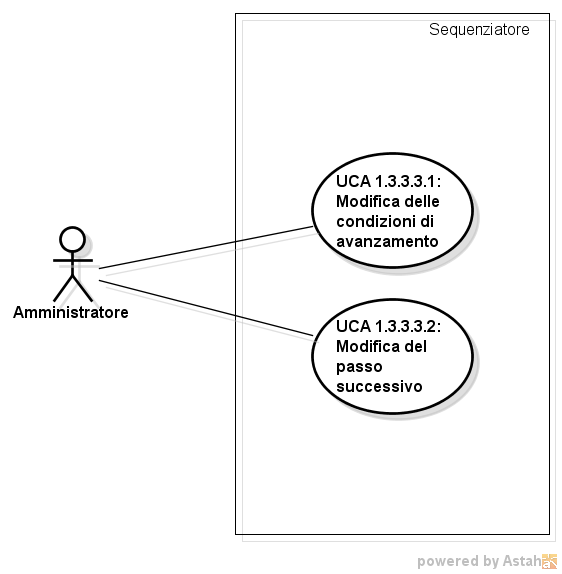 Sequenziatore
UCA 1.3.3.3.1:
Modifica delle
condizioni di
avanzamento
Amministratore
UCA 1.3.3.3.2:
Modifica del
passo
successivo
powered by Astah